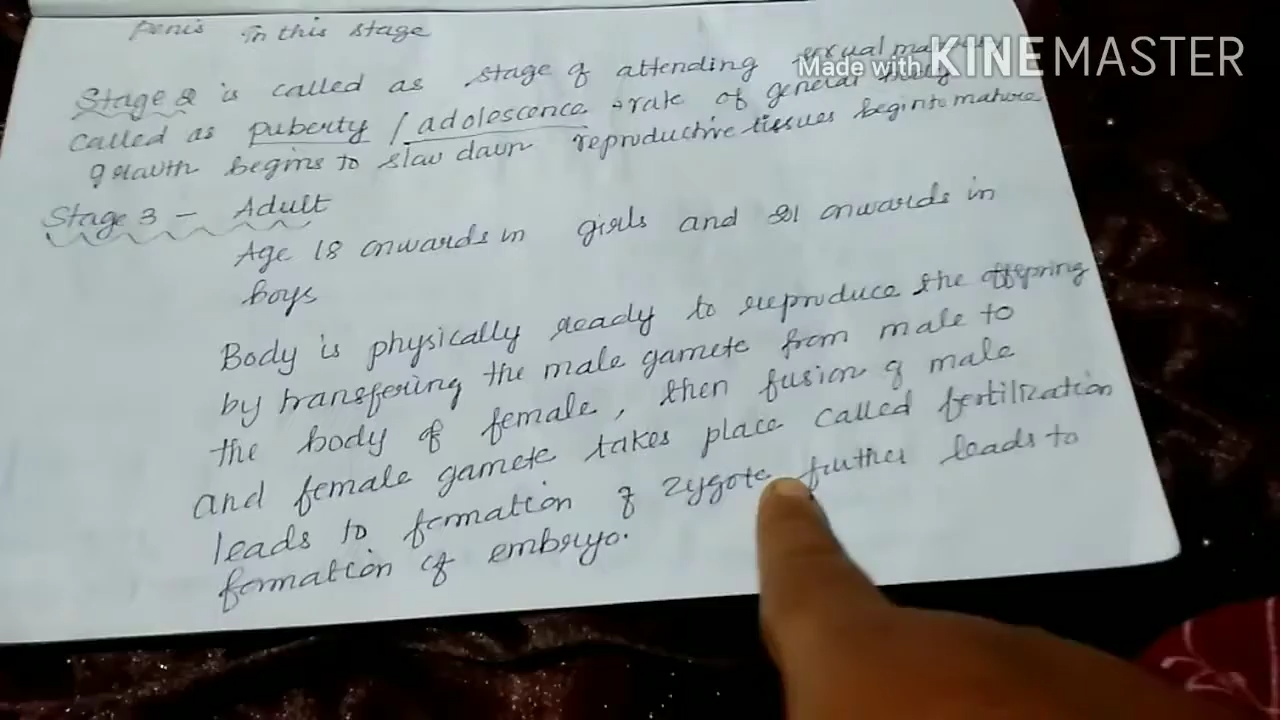 penis in this stage
Stage 2 is called as stage of attending sexual
Made with KINEMASTER
called as puberty / adolescence → rate of general body
growth begins to slow down reproductive tissues begin to mature
Stage 3 - Adult
Age 18 onwards in girls and 21 onwards in
boys
Body is physically ready to reproduce the offspring
by transfering the male gamete from male to
the body of female, then fusion of male
and female gamete takes place called fertilization
leads to formation of zygote further leads to
formation of embryo.